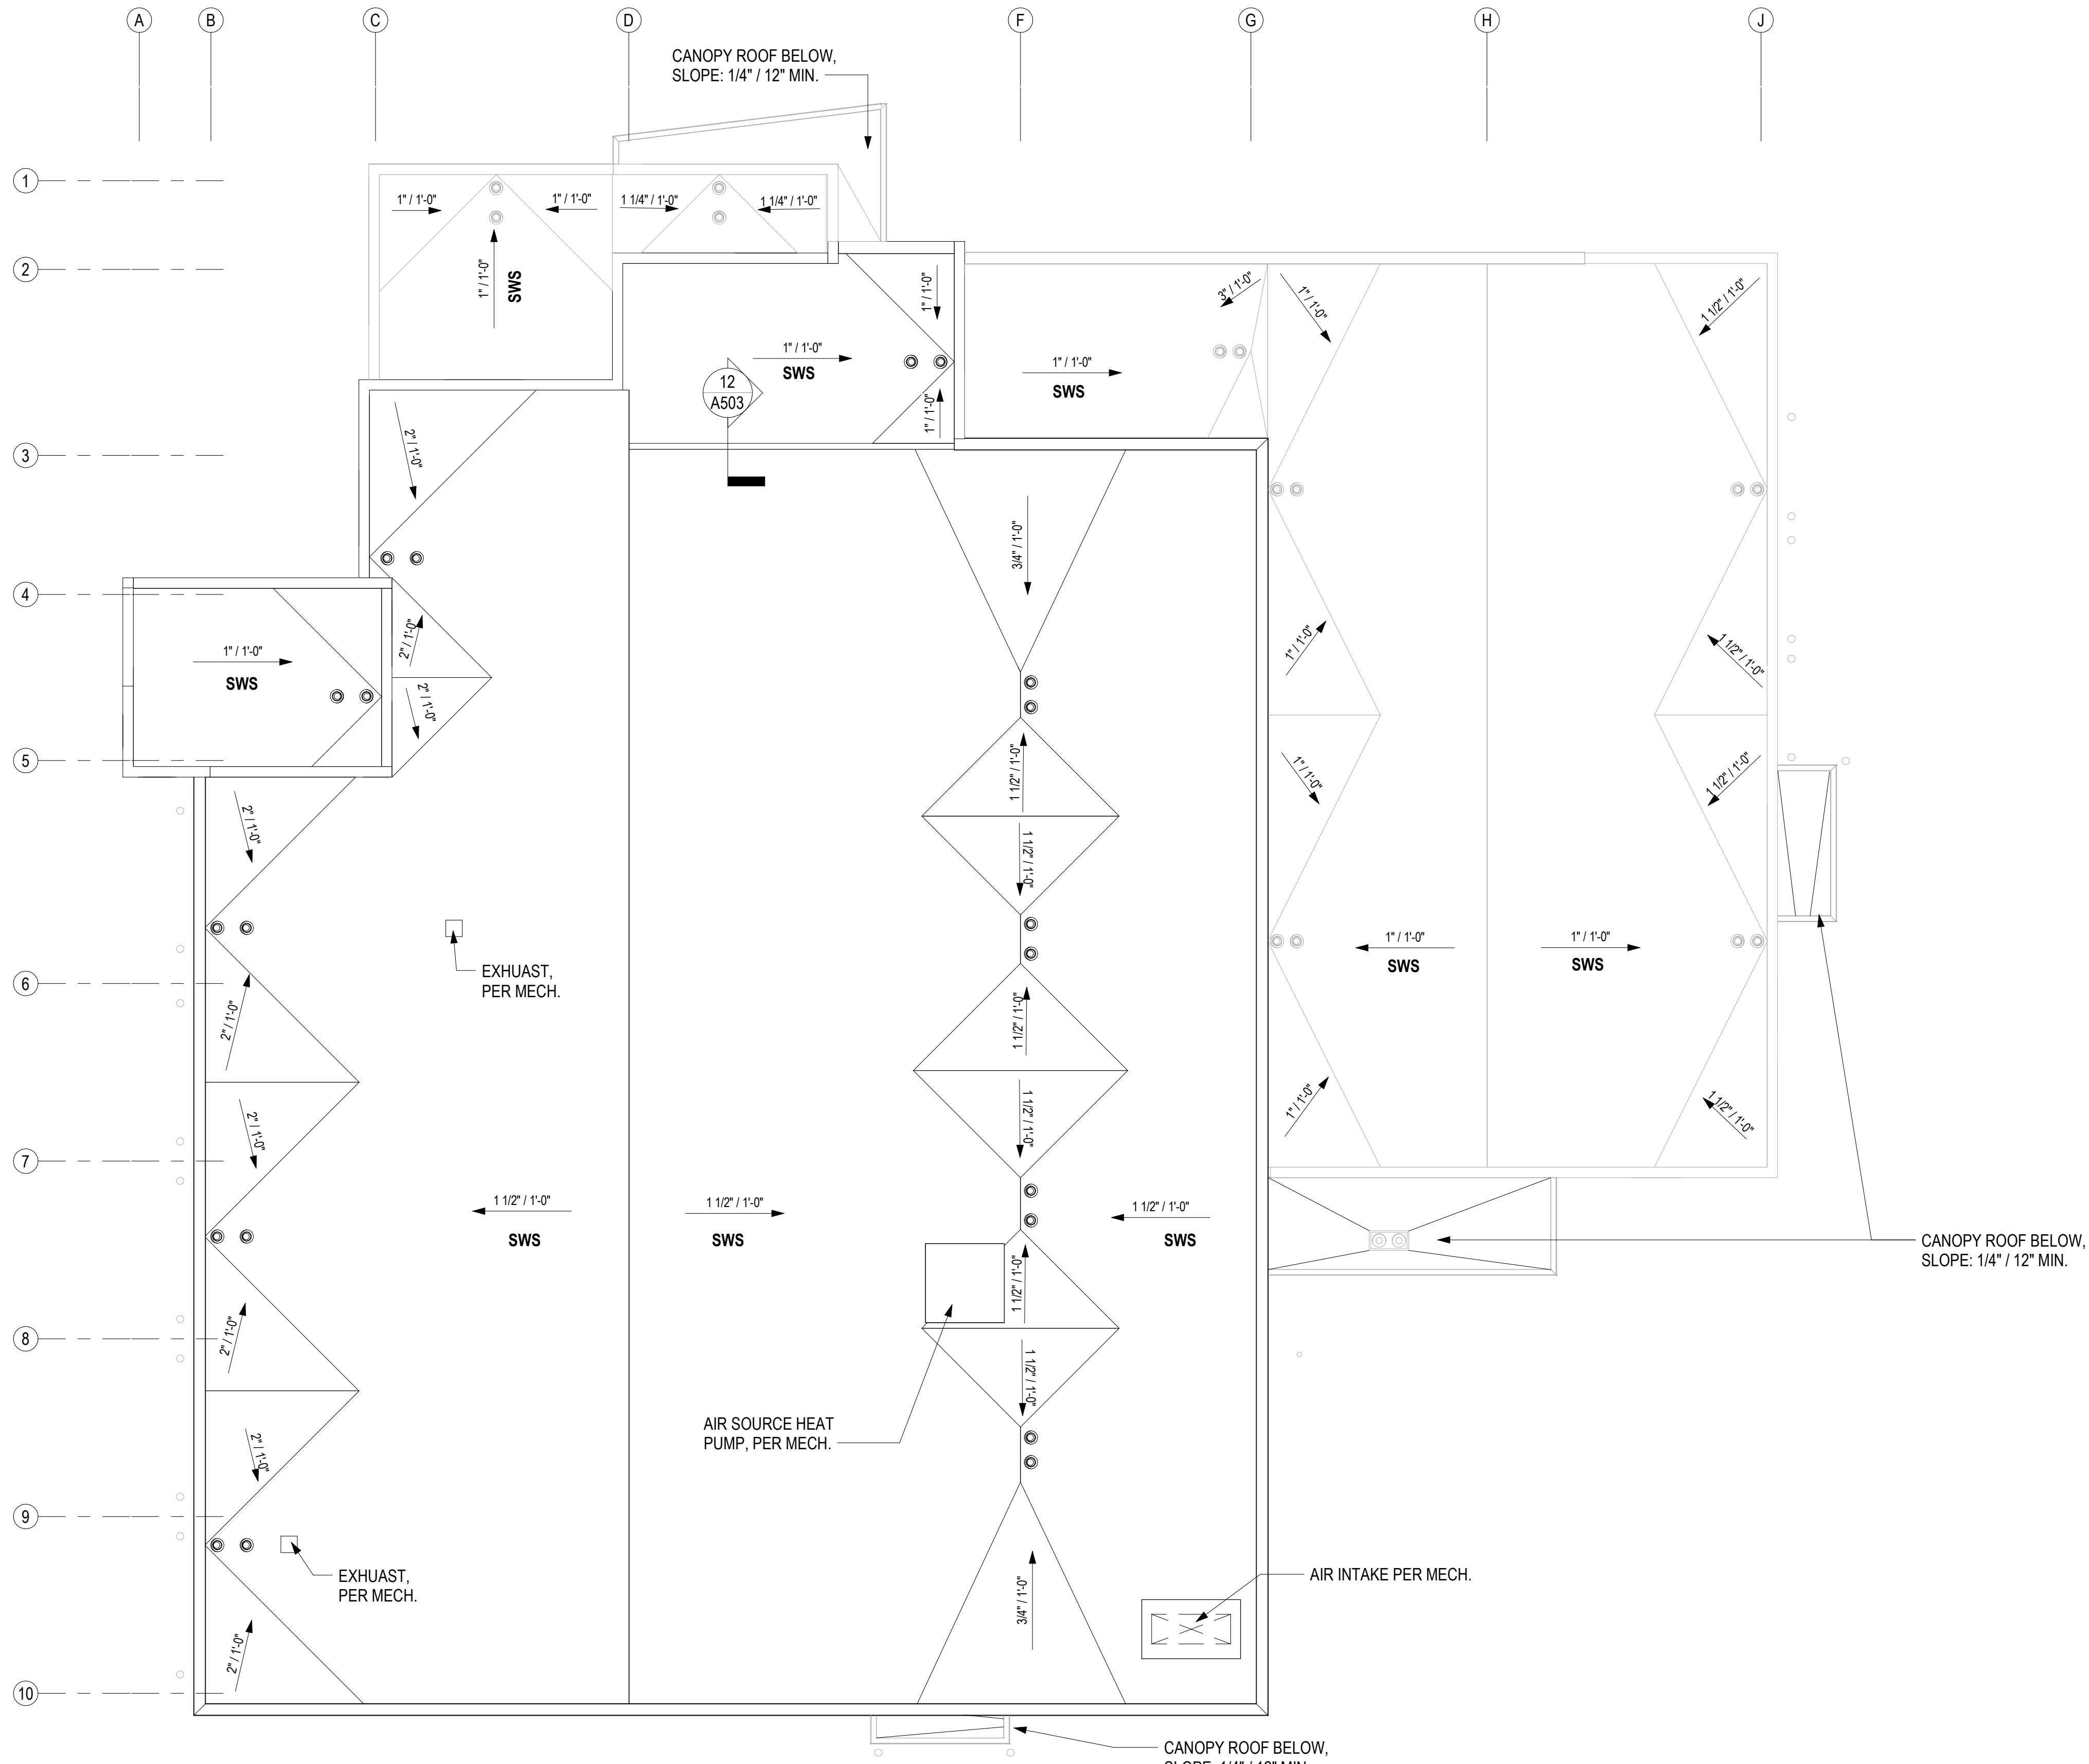 A
B
C
D
F
G
H
J
CANOPY ROOF BELOW,
SLOPE: 1/4" / 12" MIN.
1
1" / 1'-0"
1" / 1'-0"
1 1/4" / 1'-0"
1 1/4" / 1'-0"
2
1" / 1'-0"
SWS
1" / 1'-0"
3" / 1'-0"
1" / 1'-0"
1 1/2" / 1'-0"
1" / 1'-0"
SWS
1" / 1'-0"
SWS
12
A503
1" / 1'-0"
2" / 1'-0"
3
3/4" / 1'-0"
4
2" / 1'-0"
1" / 1'-0"
SWS
2" / 1'-0"
1" / 1'-0"
1 1/2" / 1'-0"
5
1 1/2" / 1'-0"
1" / 1'-0"
1 1/2" / 1'-0"
2" / 1'-0"
1 1/2" / 1'-0"
1" / 1'-0"
SWS
1" / 1'-0"
SWS
EXHUAST,
PER MECH.
6
2" / 1'-0"
1 1/2" / 1'-0"
2" / 1'-0"
1 1/2" / 1'-0"
1" / 1'-0"
1 1/2" / 1'-0"
7
1 1/2" / 1'-0"
SWS
1 1/2" / 1'-0"
SWS
1 1/2" / 1'-0"
SWS
CANOPY ROOF BELOW,
SLOPE: 1/4" / 12" MIN.
1 1/2" / 1'-0"
8
2" / 1'-0"
1 1/2" / 1'-0"
AIR SOURCE HEAT
PUMP, PER MECH.
2" / 1'-0"
9
EXHUAST,
PER MECH.
AIR INTAKE PER MECH.
3/4" / 1'-0"
2" / 1'-0"
10
CANOPY ROOF BELOW,
SLOPE: 1/4" / 12" MIN.